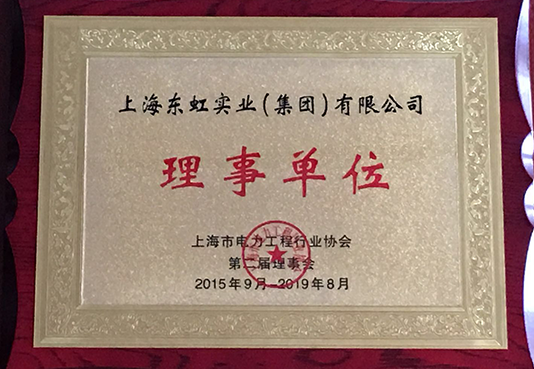 上海东虹实业(集团)有限公司
理事单位
上海市电力工程行业协会
第二届理事会
2015年9月-2019年8月